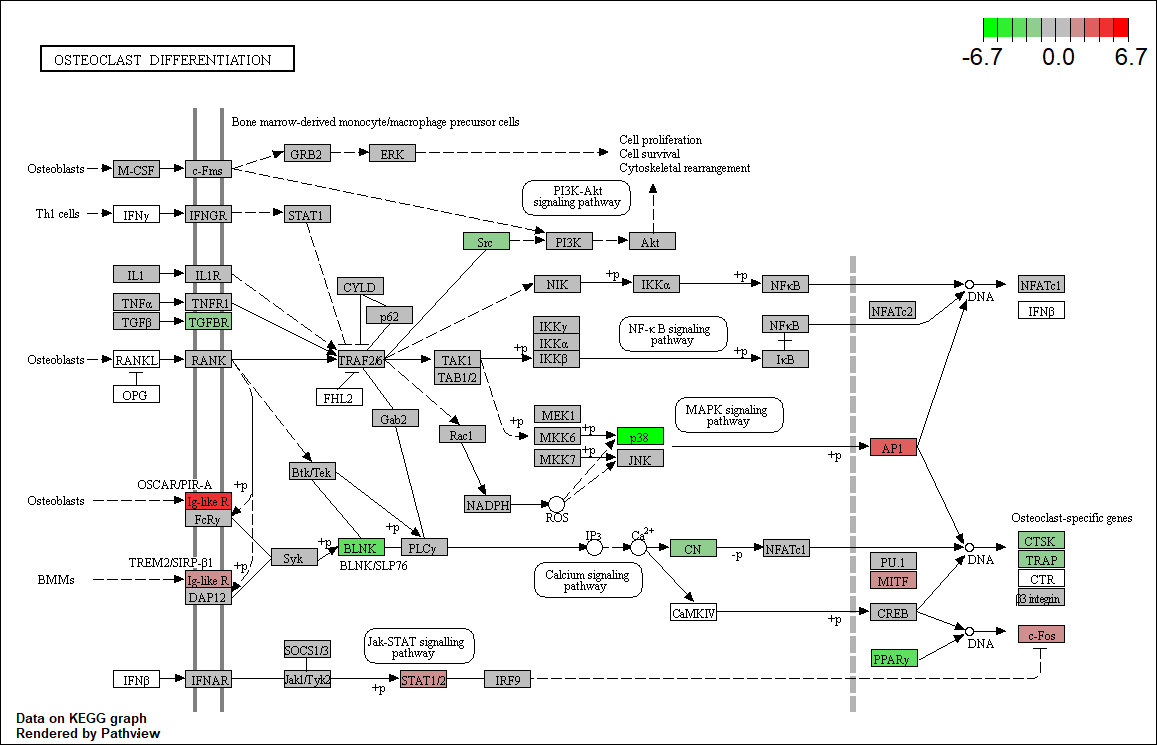 -6.7 0.0 6.7
OSTEOCLAST DIFFERENTIATION
Bone marrow-derived monocyte/macrophage precursor cells
Cell proliferation
Cell survival
Cytoskeletal rearrangement
GRB2 ERK
Osteoblasts M-CSF c-Fms
PI3K-Akt
signaling pathway
Th1 cells IFNγ IFNGR STAT1
Src PI3K Akt
IL1 IL1R
CYLD
NIK +p IKKα +p NFκB
DNA
NFATc1
TNFα TNFR1
p62
NFATc2
IFNβ
TGFβ TGFBR
IKKγ
IKKα
IKKβ
NF-κ B signaling
pathway
NFκB
Osteoblasts RANKL RANK
TRAF2/6
TAK1
TAB1/2
+p
+p
IκB
OPG
FHL2
Gab2
Rac1
+p
MEK1
MKK6
MKK7
+p
+p
p38
JNK
MAPK signaling
pathway
+p
AP1
Btk/Tek
OSCAR/PIR-A
+p
Osteoblasts Ig-like R
FcRγ
NADPH
ROS
Osteoclast-specific genes
+p
+p
Syk
BLNK
PLCγ
BLNK/SLP76
IP3
Ca2+
CN
-p
NFATc1
DNA
CTSK
TRAP
CTR
β3 integrin
TREM2/SIRP-β1
+p
BMMs Ig-like R
DAP12
Calcium signaling
pathway
PU.1
MITF
CaMKIV
+p
CREB
DNA
c-Fos
PPARγ
Jak-STAT signalling
pathway
SOCS1/3
IFNβ IFNAR Jak1/Tyk2
+p
STAT1/2
IRF9
Data on KEGG graph
Rendered by Pathview